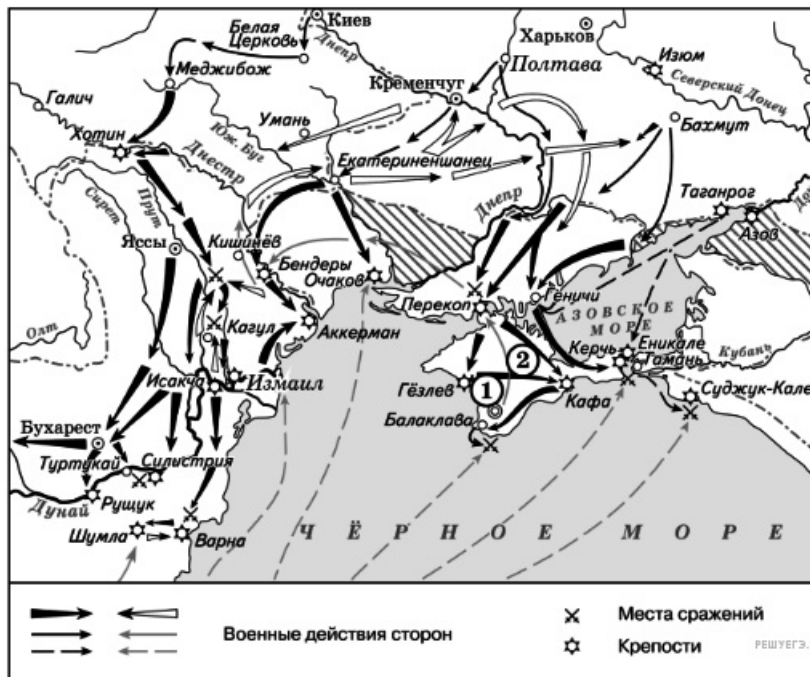 Киев
Белая
Церковь
Днепр
Харьков
Изюм
Северский Донец
Полтава
Меджибож
Кременчуг
Галич
Умань
Бахмут
Хотин
Юж. Буг
Днестр
Екатериненшанец
Сирет
Прут
Днепр
Таганрог
Азов
Яссы
Кишинёв
Бендеры
Очаков
Перекоп
Геничи
АЗОВСКОЕ
МОРЕ
Олт
Кагул
Аккерман
Керчь
Еникале
Тамань
Кубань
Исакча
Измаил
Гёзлев
1
2
Кафа
Суджук-Кале
Балаклава
Бухарест
Туртукай
Силистрия
Дунай
Рущук
Шумла
Варна
ЧЁРНОЕ МОРЕ
Военные действия сторон
Места сражений
Крепости
РЕШУЕГЭ.